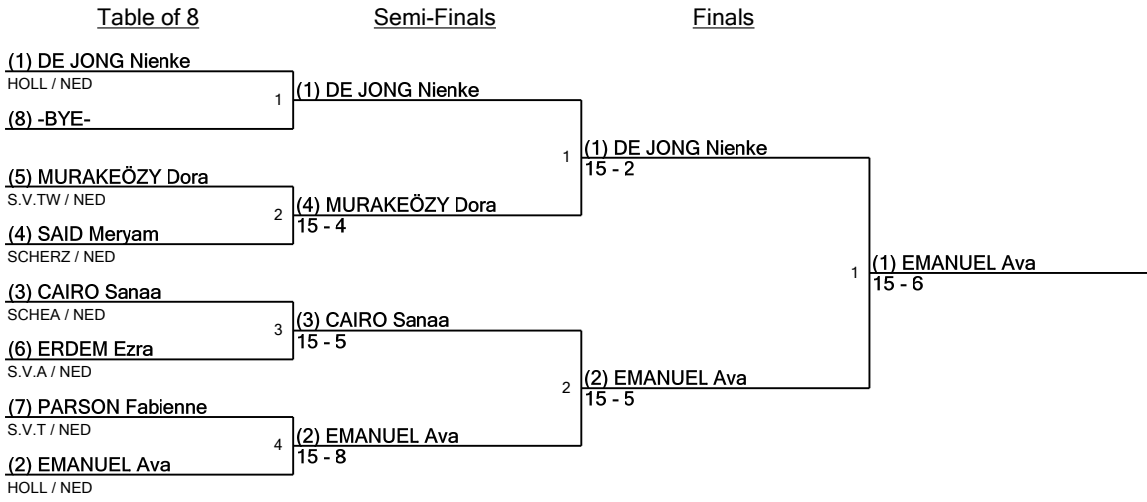 Table of 8
Semi-Finals
Finals
(1) DE JONG Nienke
HOLL / NED
(8) -BYE-
(5) MURAKEÖZY Dora
S.V.TW / NED
(4) SAID Meryam
SCHERZ / NED
(3) CAIRO Sanaa
SCHEA / NED
(6) ERDEM Ezra
S.V.A / NED
(7) PARSON Fabienne
S.V.T / NED
(2) EMANUEL Ava
HOLL / NED
1
2
3
4
(1) DE JONG Nienke
(4) MURAKEÖZY Dora
15 - 4
(3) CAIRO Sanaa
15 - 5
(2) EMANUEL Ava
15 - 8
1
2
(1) DE JONG Nienke
15 - 2
(2) EMANUEL Ava
15 - 5
1
(1) EMANUEL Ava
15 - 6